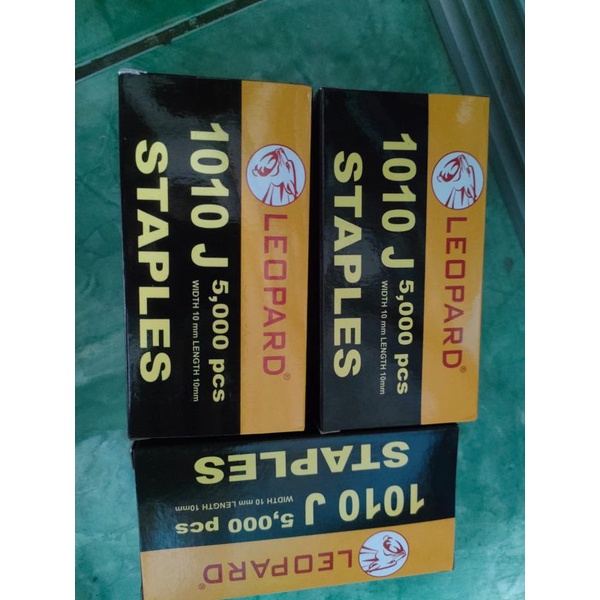 LEOPARD®
1010 J 5,000 pcs
WIDTH 10 mm LENGTH 10mm
STAPLES
LEOPARD®
1010 J 5,000 pcs
WIDTH 10 mm LENGTH 10mm
STAPLES
LEOPARD®
1010 J 5,000 pcs
WIDTH 10 mm LENGTH 10mm
STAPLES